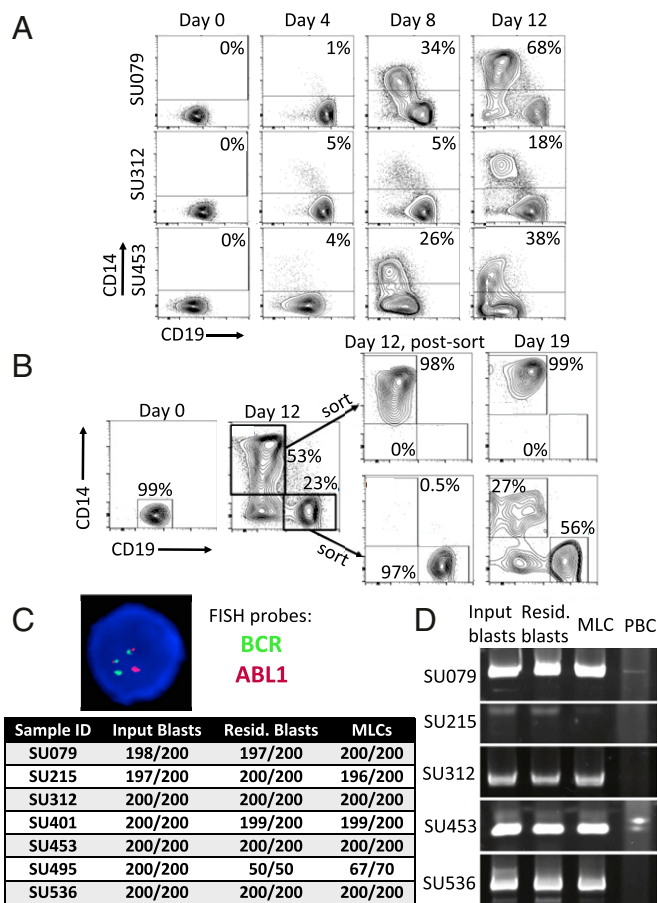 A
Day 0 Day 4 Day 8 Day 12
SU079 0% 1% 34% 68%
SU312 0% 5% 5% 18%
SU453 0% 4% 26% 38%
CD14
CD19
B
Day 12, post-sort Day 19
Day 0 Day 12 sort 98% 99%
53%
99% 23% 0% 0%
CD14
CD19 sort
0.5% 27%
97% 56%
C
FISH probes:
BCR
ABL1
Sample ID Input Blasts Resid. Blasts MLCs
SU079 198/200 197/200 200/200
SU215 197/200 200/200 196/200
SU312 200/200 200/200 200/200
SU401 200/200 199/200 199/200
SU453 200/200 200/200 200/200
SU495 200/200 50/50 67/70
SU536 200/200 200/200 200/200
D
Input Resid. MLC PBC
blasts blasts
SU079
SU215
SU312
SU453
SU536